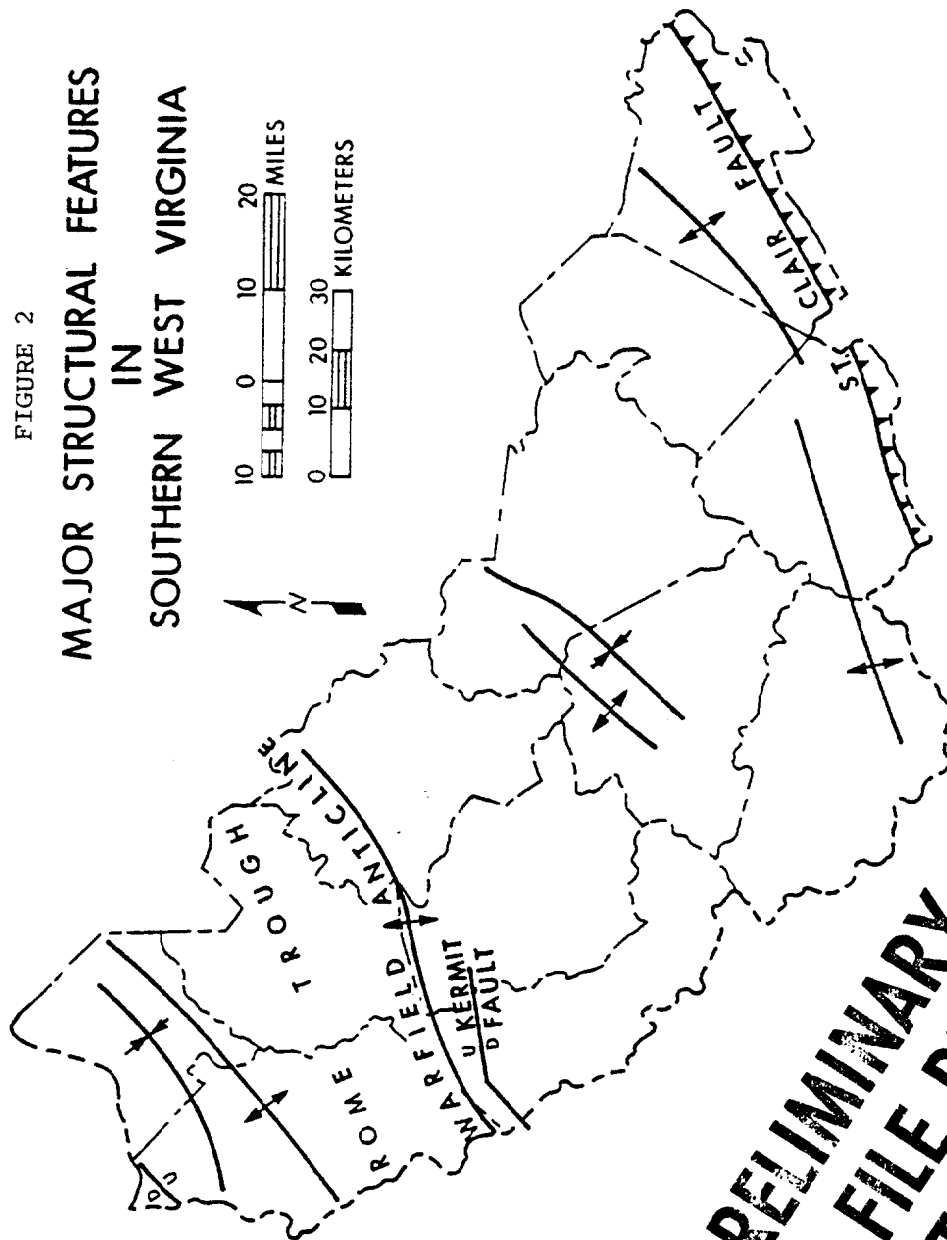 FIGURE 2
MAJOR STRUCTURAL FEATURES
IN
SOUTHERN WEST VIRGINIA
10 0 10 20
MILES
0 10 20 30
KILOMETERS
N
D
U
ROME TROUGH
WARFIELD ANTICLINE
U KERMIT
D FAULT
ST. CLAIR FAULT
PRELIMINARY
FILE